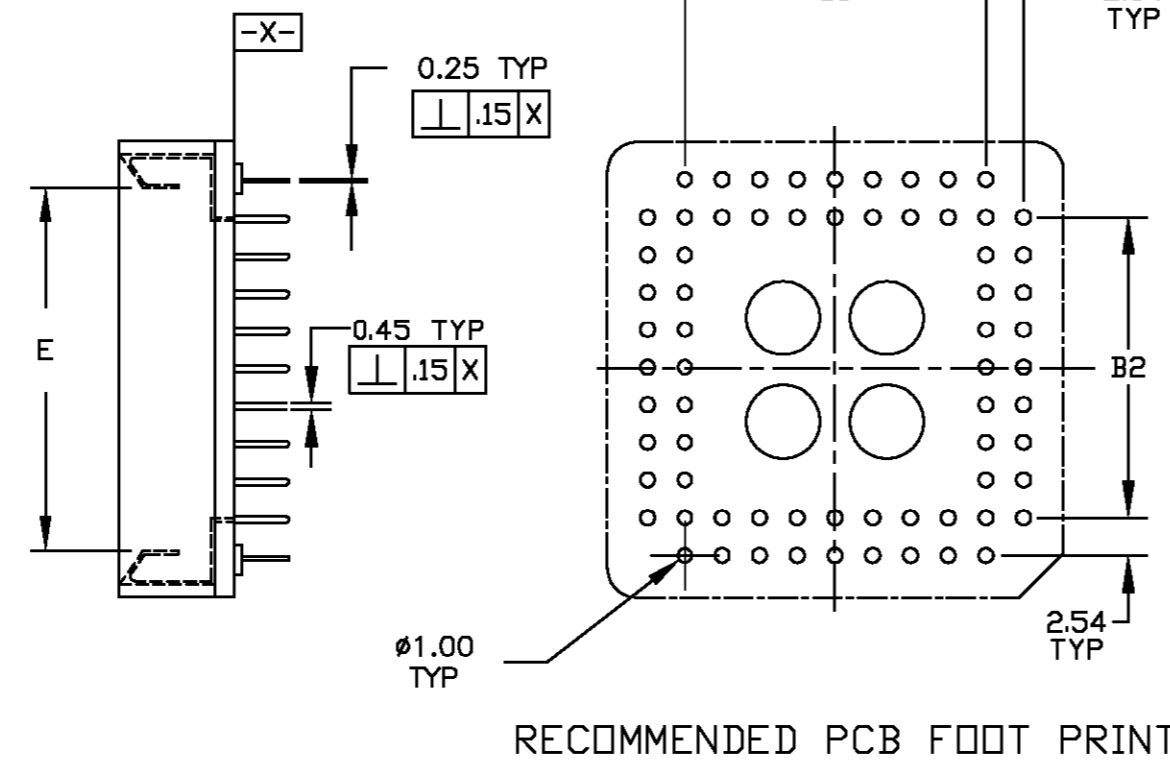 -X-
TYP
0.25 TYP
⊥ .15 X
0.45 TYP
⊥ .15 X
E
B2
2.54
TYP
ø1.00
TYP
RECOMMENDED PCB FOOT PRINT